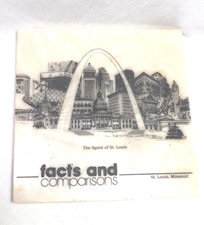 The Spirit of St. Louis
facts and
comparisons
St. Louis, Missouri